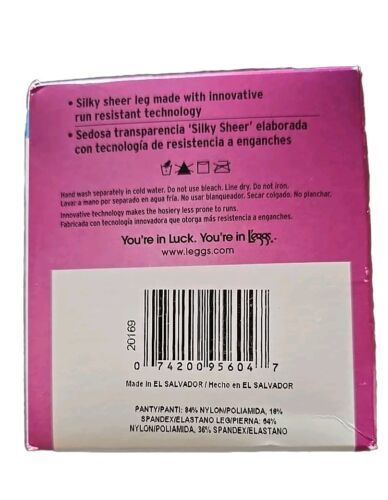 • Silky sheer leg made with innovative
run resistant technology
• Sedosa transparencia 'Silky Sheer' elaborada
con tecnología de resistencia a enganches
Hand wash separately in cold water. Do not use bleach. Line dry. Do not iron.
Lavar a mano por separado en agua fría. No usar blanqueador. Secar colgado. No planchar.
Innovative technology makes the hosiery less prone to runs.
Fabricada con tecnología innovadora que otorga más resistencia a enganches.
You're in Luck. You're in L'eggs.
www.leggs.com
20169
0 74200 95604 7
Made in EL SALVADOR / Hecho en EL SALVADOR
PANTY/PANTI: 84% NYLON/POLIAMIDA, 16%
SPANDEX/ELASTANO LEG/PIERNA: 64%
NYLON/POLIAMIDA, 36% SPANDEX/ELASTANO